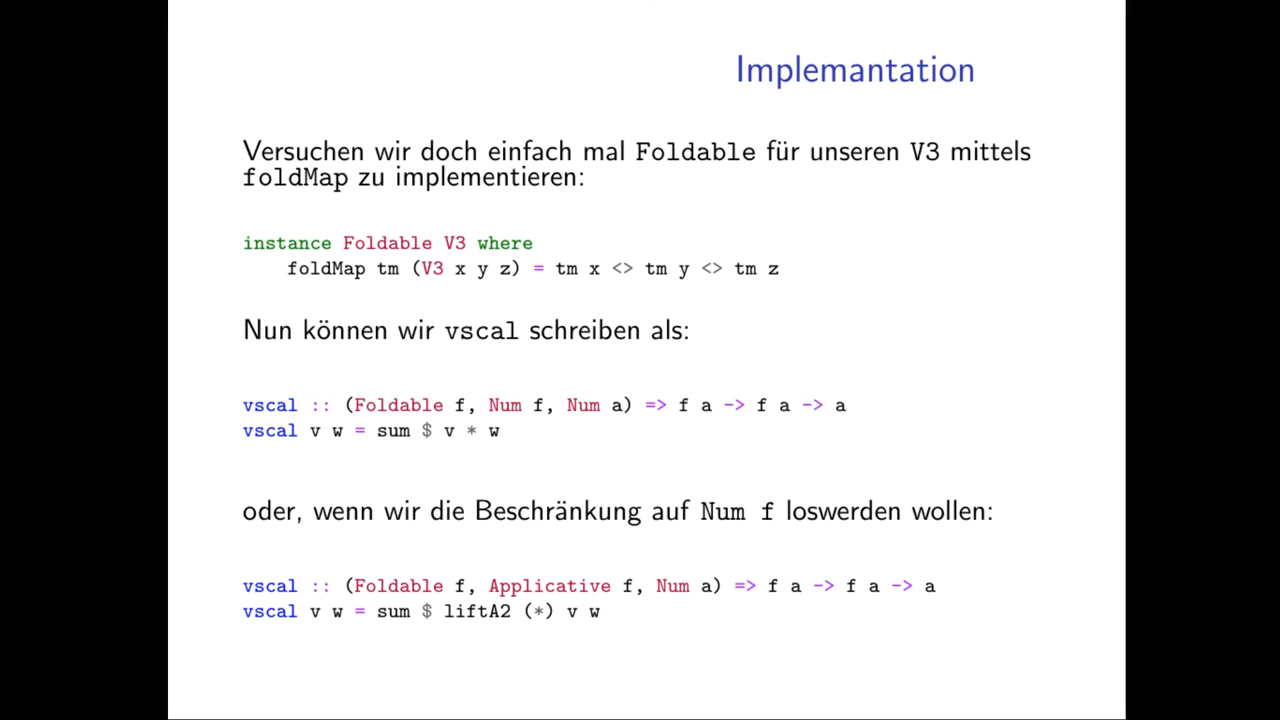 Implemantation
Versuchen wir doch einfach mal Foldable für unseren V3 mittels
foldMap zu implementieren:
instance Foldable V3 where
    foldMap tm (V3 x y z) = tm x <> tm y <> tm z
Nun können wir vscal schreiben als:
vscal :: (Foldable f, Num f, Num a) => f a -> f a -> a
vscal v w = sum $ v * w
oder, wenn wir die Beschränkung auf Num f loswerden wollen:
vscal :: (Foldable f, Applicative f, Num a) => f a -> f a -> a
vscal v w = sum $ liftA2 (*) v w